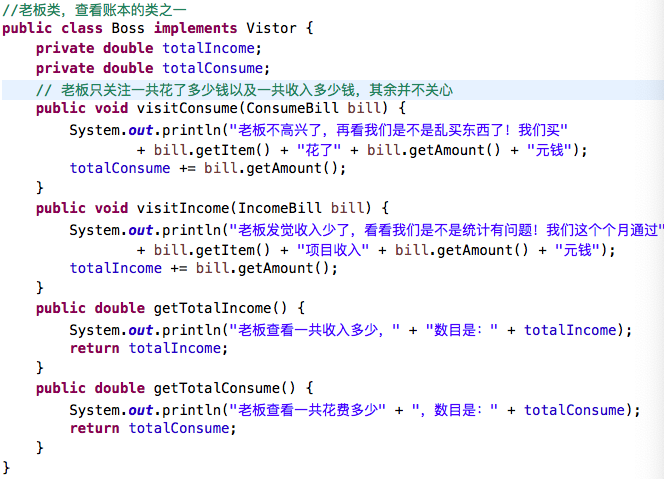 //老板类，查看账本的类之一
public class Boss implements Vistor {
    private double totalIncome;
    private double totalConsume;
    // 老板只关注一共花了多少钱以及一共收入多少钱，其余并不关心
    public void visitConsume(ConsumeBill bill) {
        System.out.println("老板不高兴了，再看我们是不是乱买东西了！我们买"
                + bill.getItem() + "花了" + bill.getAmount() + "元钱");
        totalConsume += bill.getAmount();
    }
    public void visitIncome(IncomeBill bill) {
        System.out.println("老板发觉收入少了，看看我们是不是统计有问题！我们这个个月通过"
                + bill.getItem() + "项目收入" + bill.getAmount() + "元钱");
        totalIncome += bill.getAmount();
    }
    public double getTotalIncome() {
        System.out.println("老板查看一共收入多少，" + "数目是：" + totalIncome);
        return totalIncome;
    }
    public double getTotalConsume() {
        System.out.println("老板查看一共花费多少" + "，数目是：" + totalConsume);
        return totalConsume;
    }
}